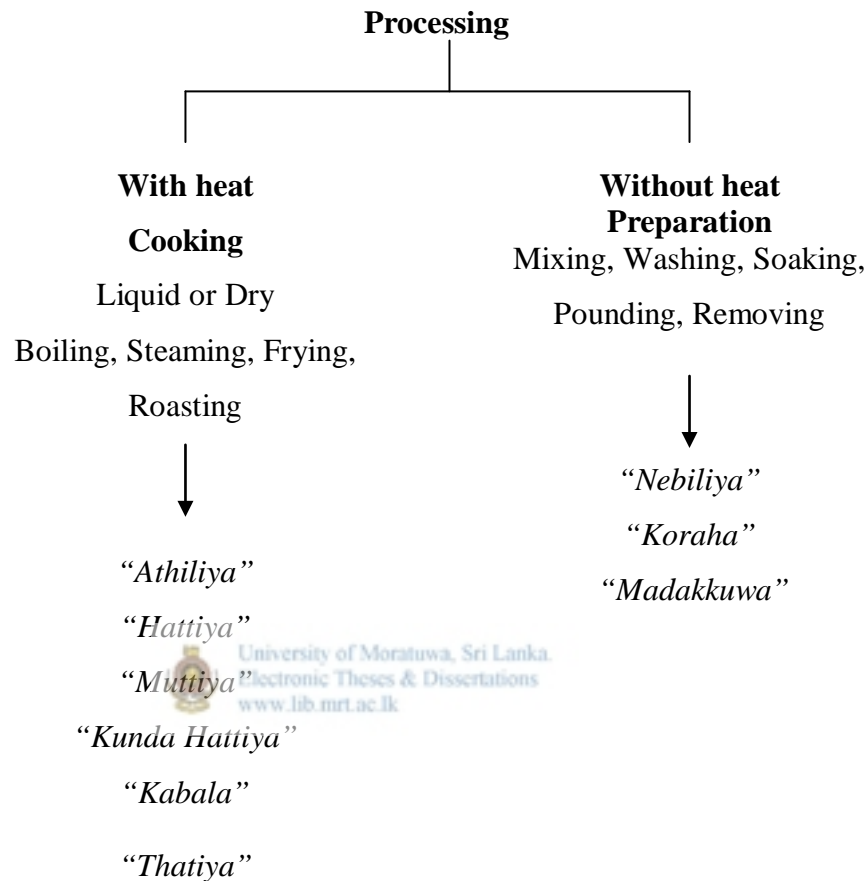 Processing
With heat
Cooking
Liquid or Dry
Boiling, Steaming, Frying,
Roasting
“Athiliya”
“Hattiya”
“Muttiya”
“Kunda Hattiya”
“Kabala”
“Thatiya”
Without heat
Preparation
Mixing, Washing, Soaking,
Pounding, Removing
“Nebiliya”
“Koraha”
“Madakkuwa”
University of Moratuwa, Sri Lanka.
Electronic Theses & Dissertations
www.lib.mrt.ac.lk